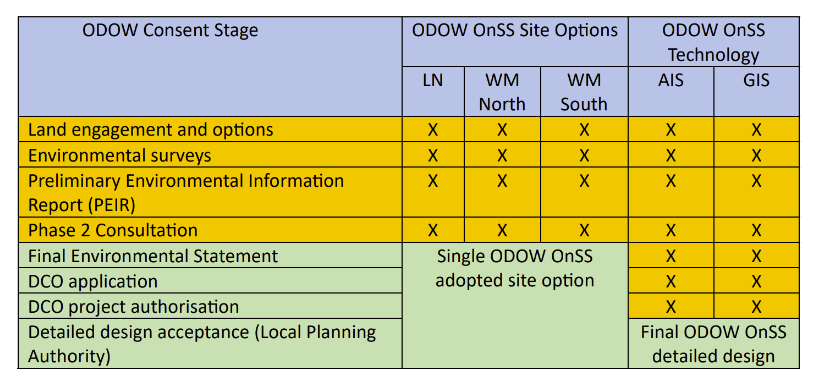 ODOW Consent Stage ODOW OnSS Site Options ODOW OnSS
Technology
LN WM WM AIS GIS
North South
Land engagement and options X X X X X
Environmental surveys X X X X X
Preliminary Environmental Information X X X X X
Report (PEIR)
Phase 2 Consultation X X X X X
Final Environmental Statement Single ODOW OnSS X X
DCO application adopted site option X X
DCO project authorisation X X
Detailed design acceptance (Local Planning Final ODOW OnSS
Authority) detailed design